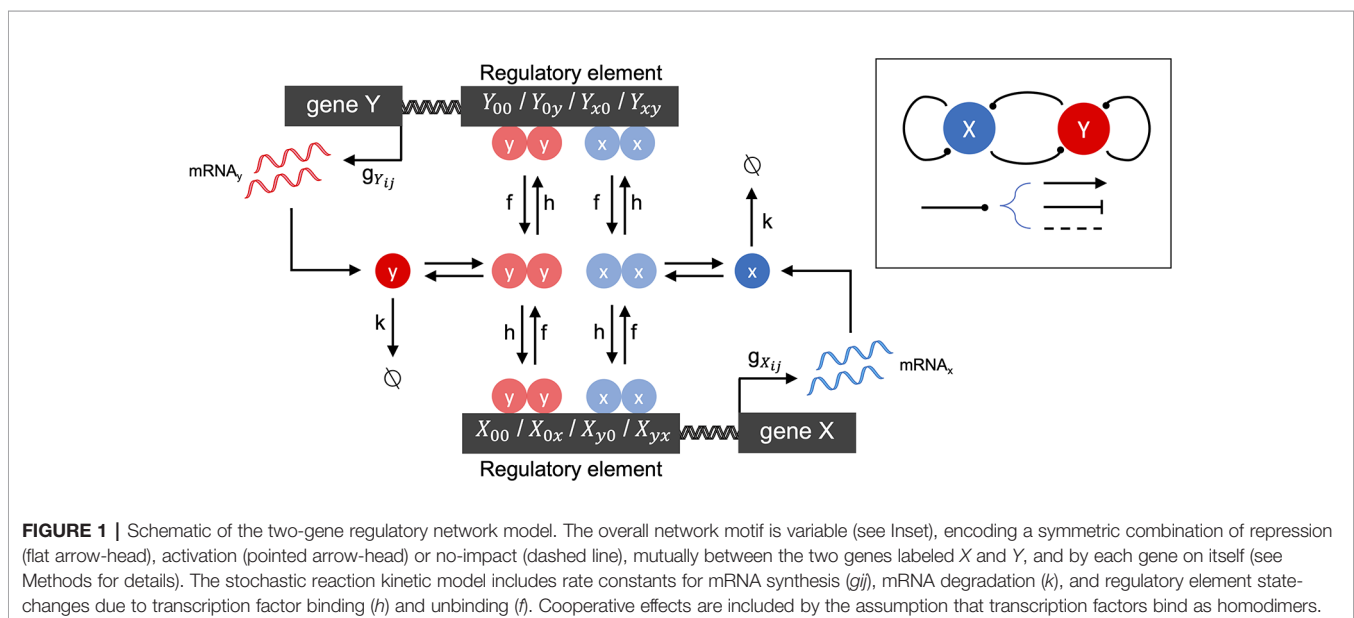 Regulatory element
gene Y
Y00 / Y0y / Yx0 / Yxy
X
Y
y y x x
mRNAy
gYij
∅
f h f h
k
y
y y
x x
x
k
h f h f
gXij
mRNAx
∅
y y x x
X00 / X0x / Xy0 / Xyx
gene X
Regulatory element
FIGURE 1 | Schematic of the two-gene regulatory network model. The overall network motif is variable (see Inset), encoding a symmetric combination of repression
(flat arrow-head), activation (pointed arrow-head) or no-impact (dashed line), mutually between the two genes labeled X and Y, and by each gene on itself (see
Methods for details). The stochastic reaction kinetic model includes rate constants for mRNA synthesis (gij), mRNA degradation (k), and regulatory element state-
changes due to transcription factor binding (h) and unbinding (f). Cooperative effects are included by the assumption that transcription factors bind as homodimers.